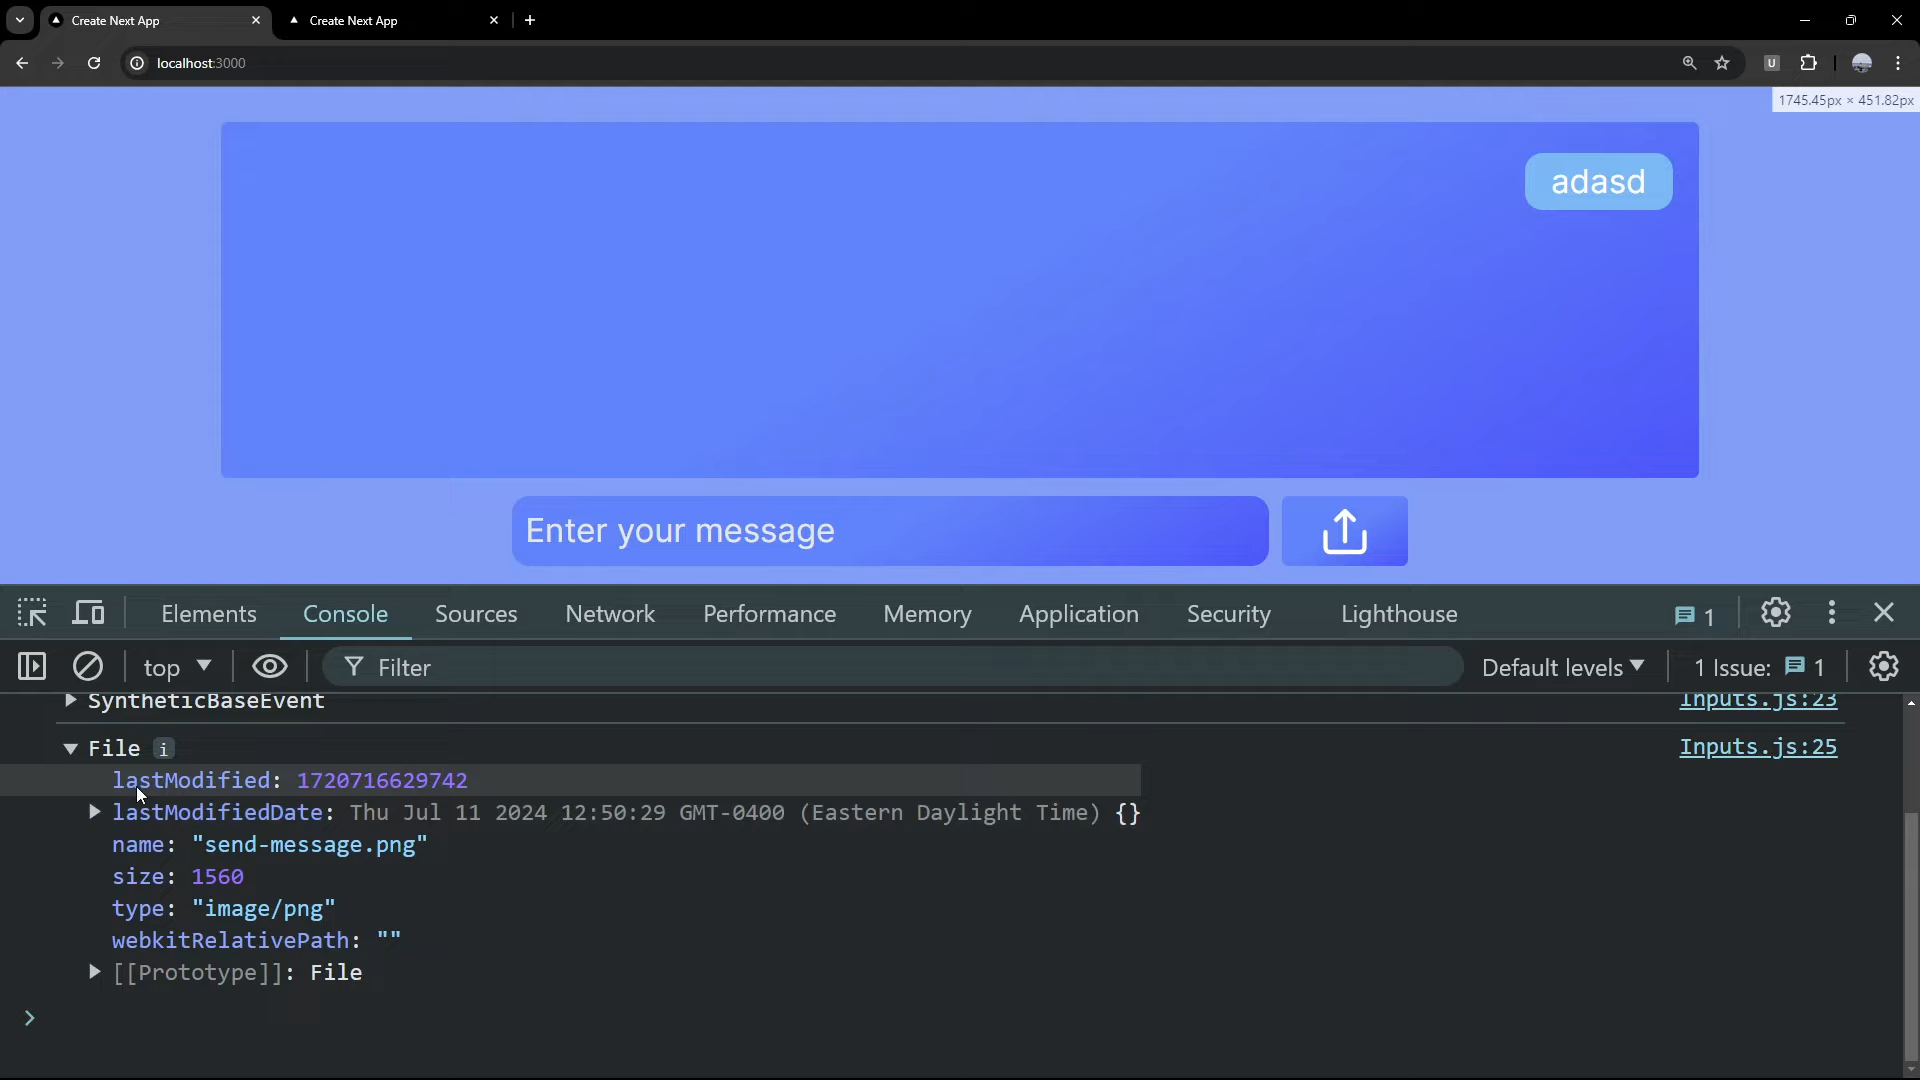 Create Next App
Create Next App
localhost:3000
U
1745.45px × 451.82px
adasd
Enter your message
Elements Console Sources Network Performance Memory Application Security Lighthouse 1
top Filter Default levels 1 Issue: 1
SyntheticBaseEvent Inputs.js:23
File i Inputs.js:25
lastModified: 1720716629742
lastModifiedDate: Thu Jul 11 2024 12:50:29 GMT-0400 (Eastern Daylight Time) {}
name: "send-message.png"
size: 1560
type: "image/png"
webkitRelativePath: ""
[[Prototype]]: File